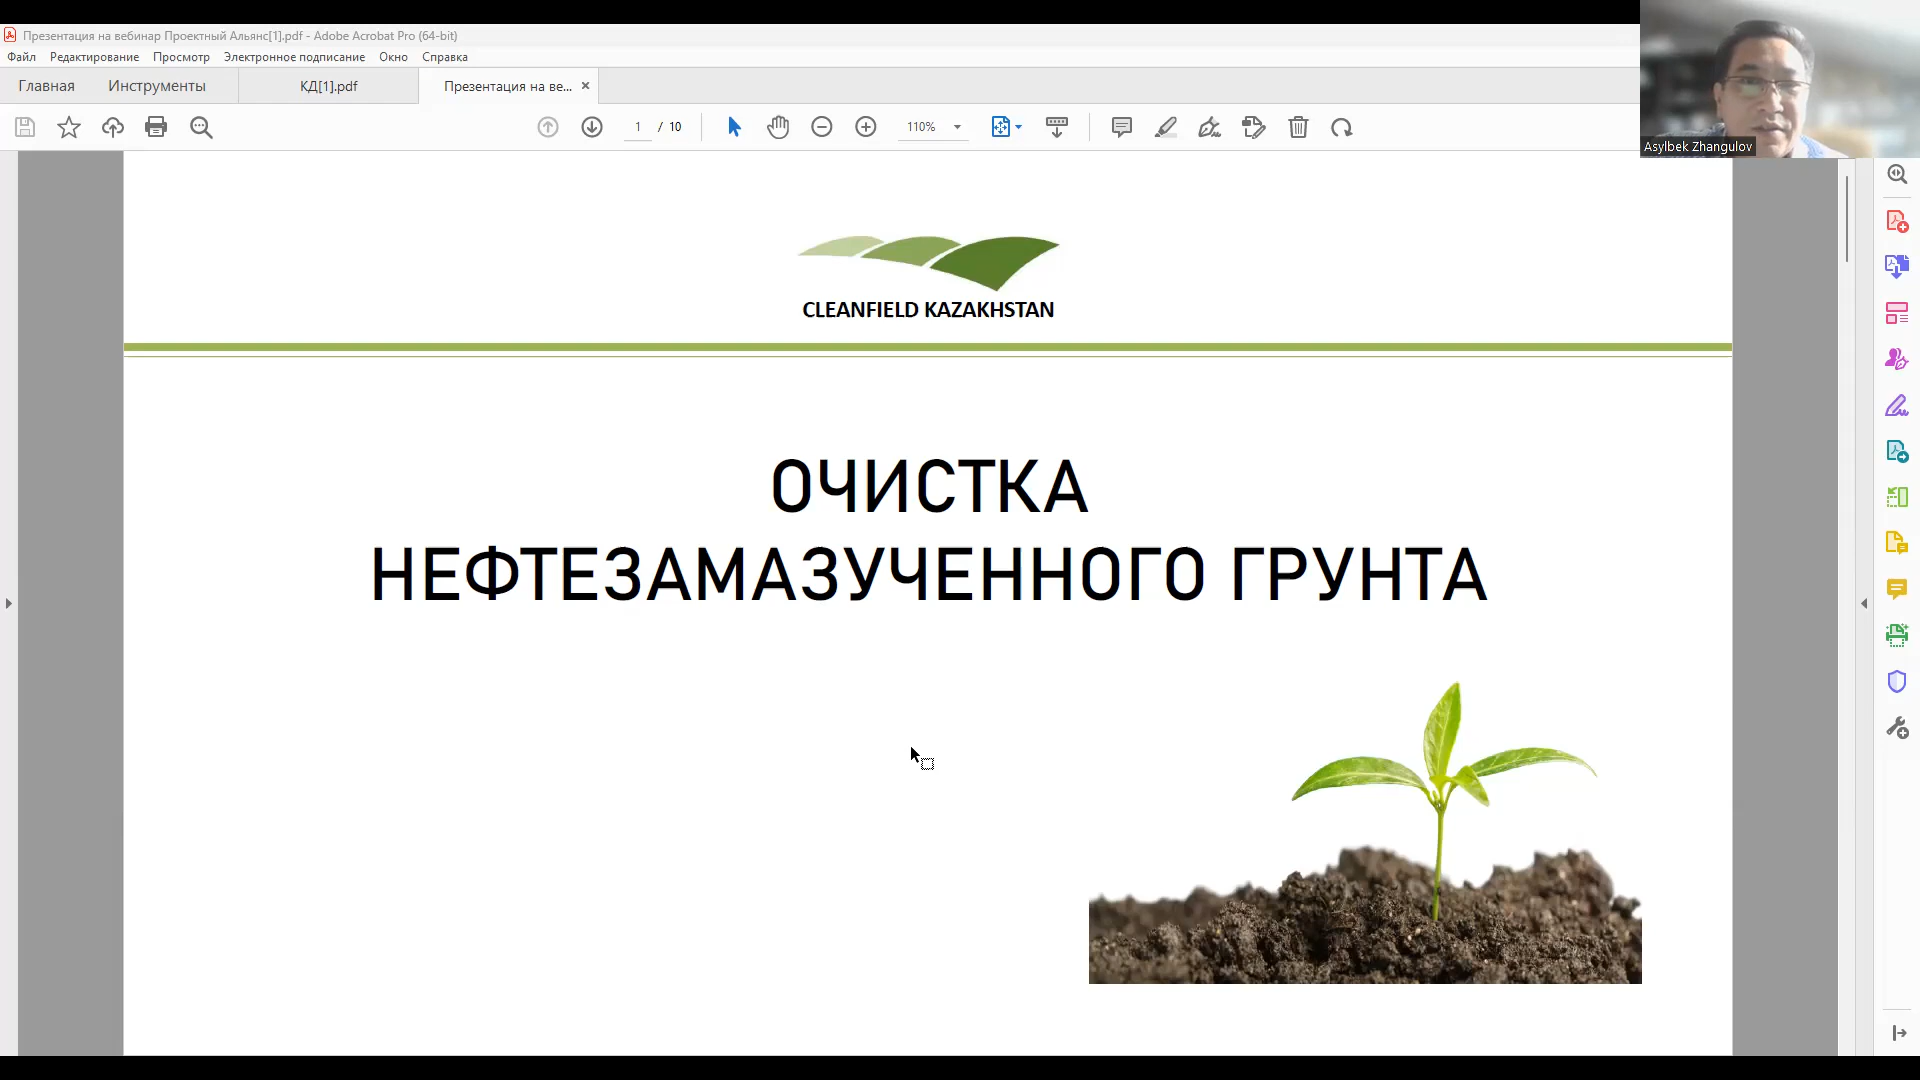 Презентация на вебинар Проектный Альянс[1].pdf - Adobe Acrobat Pro (64-bit)
Файл Редактирование Просмотр Электронное подписание Окно Справка
Главная Инструменты КД[1].pdf Презентация на ве... ×
1 / 10 110%
Asylbek Zhangulov
CLEANFIELD KAZAKHSTAN
ОЧИСТКА
НЕФТЕЗАМАЗУЧЕННОГО ГРУНТА